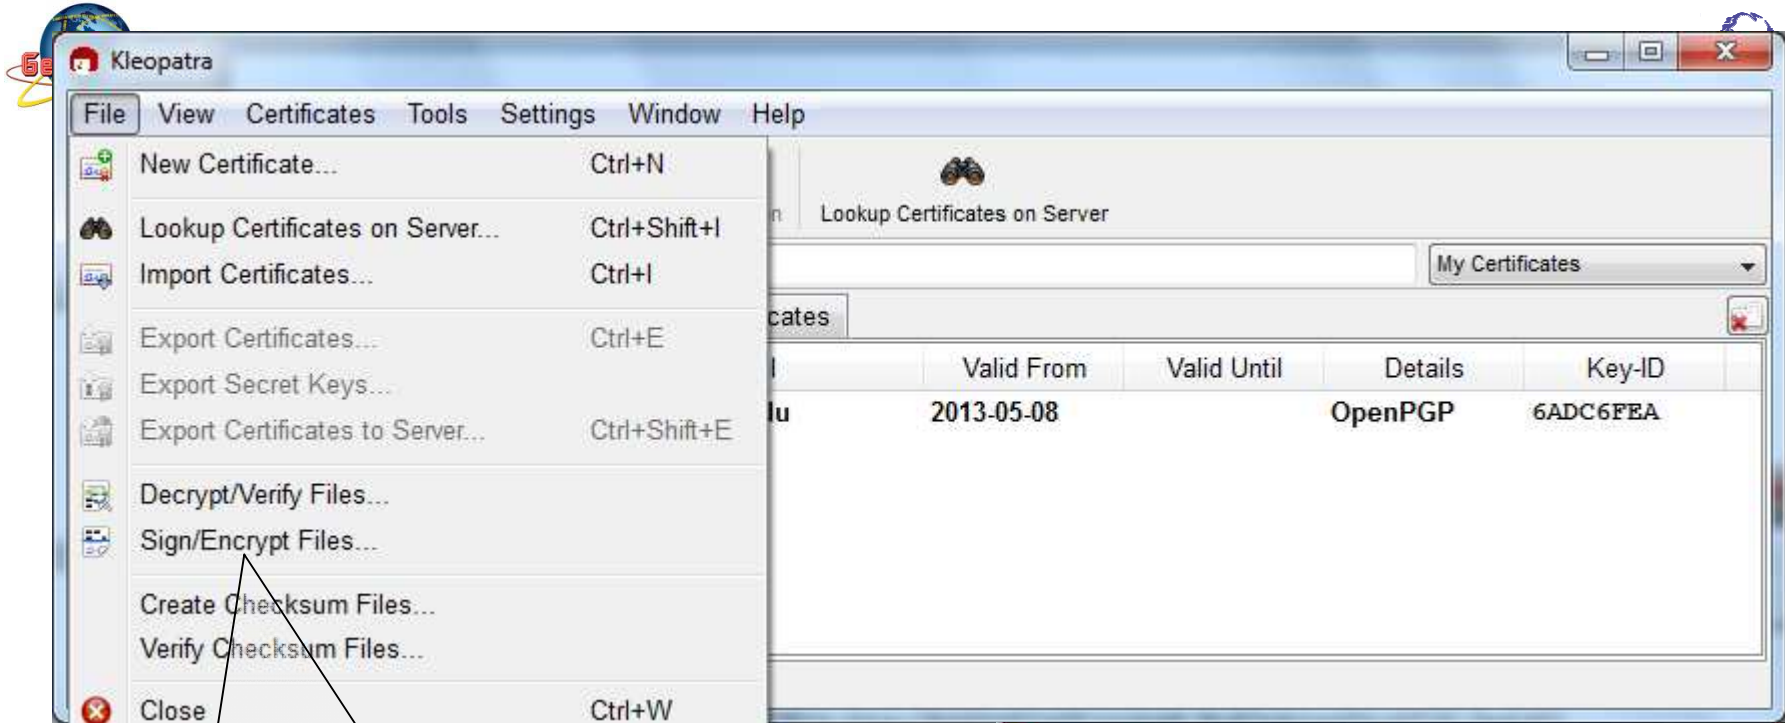 Ge
Kleopatra
File View Certificates Tools Settings Window Help
New Certificate... Ctrl+N
Lookup Certificates on Server... Ctrl+Shift+I
Import Certificates... Ctrl+I
Export Certificates... Ctrl+E
Export Secret Keys...
Export Certificates to Server... Ctrl+Shift+E
Decrypt/Verify Files...
Sign/Encrypt Files...
Create Checksum Files...
Verify Checksum Files...
Close Ctrl+W
n Lookup Certificates on Server
My Certificates
cates
l Valid From Valid Until Details Key-ID
du 2013-05-08 OpenPGP 6ADC6FEA